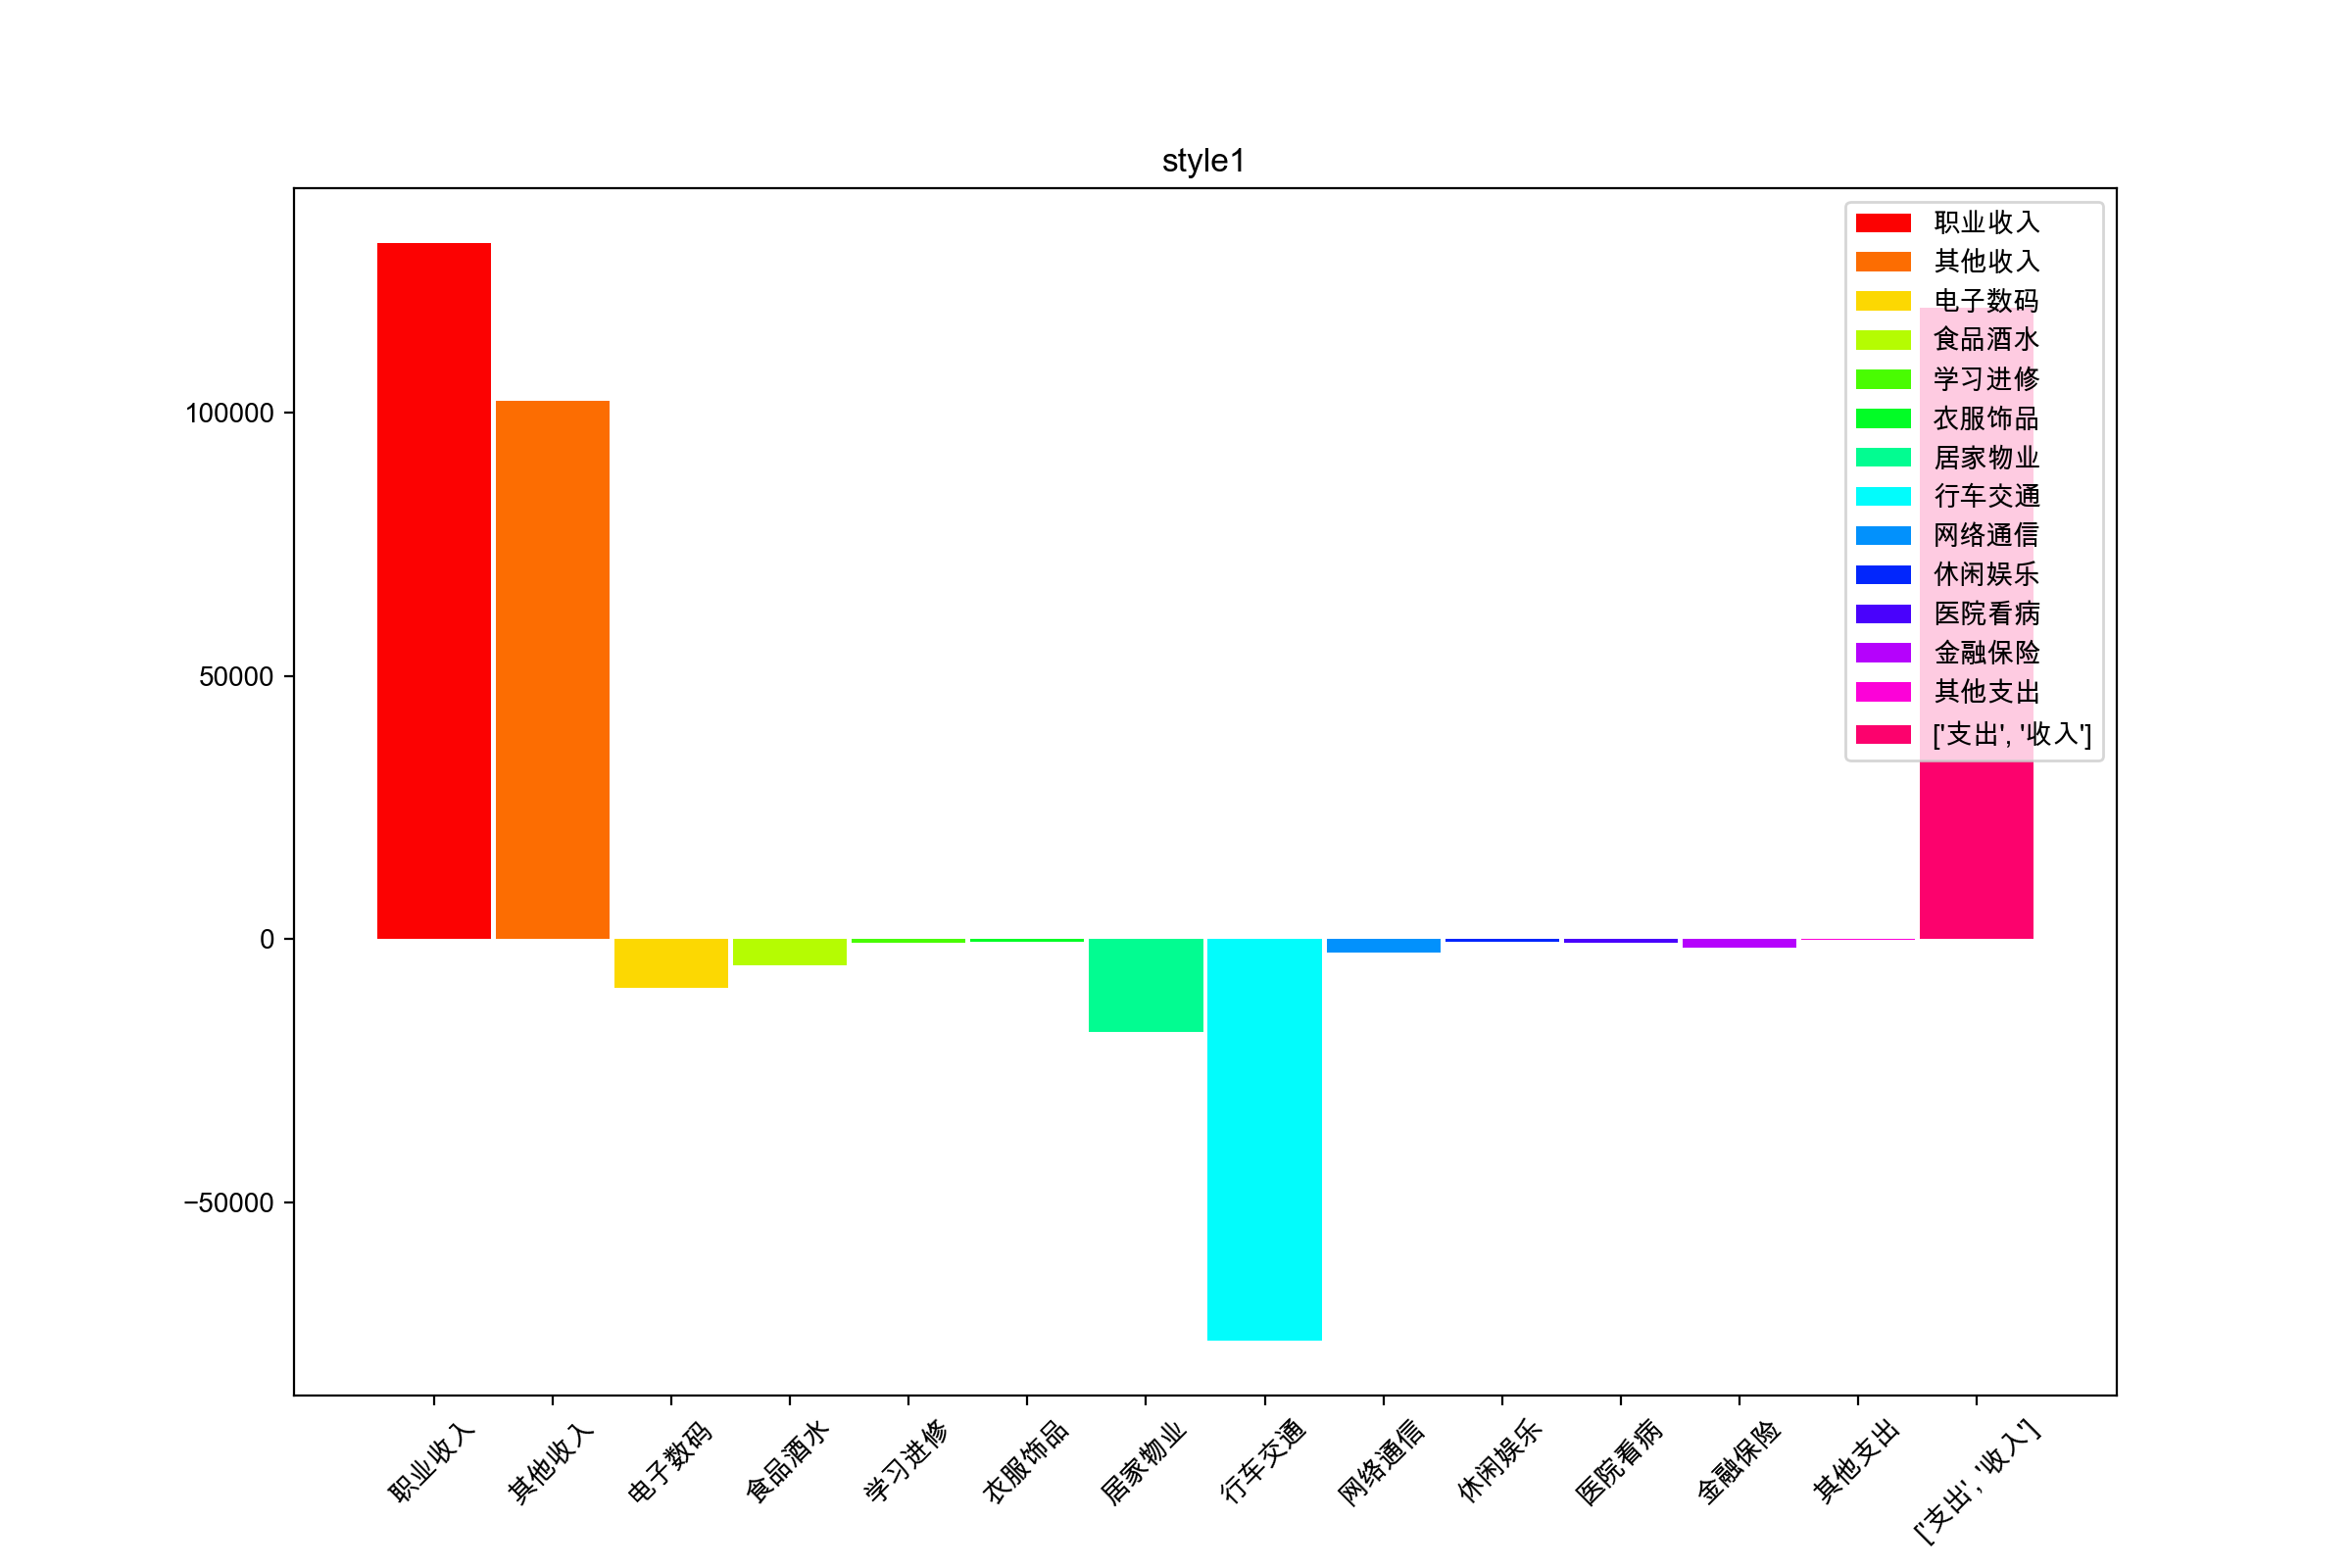 style1
职业收入
其他收入
电子数码
食品酒水
学习进修
衣服饰品
居家物业
行车交通
网络通信
休闲娱乐
医院看病
金融保险
其他支出
['支出', '收入']
100000
50000
0
−50000
职业收入
其他收入
电子数码
食品酒水
学习进修
衣服饰品
居家物业
行车交通
网络通信
休闲娱乐
医院看病
金融保险
其他支出
['支出', '收入']